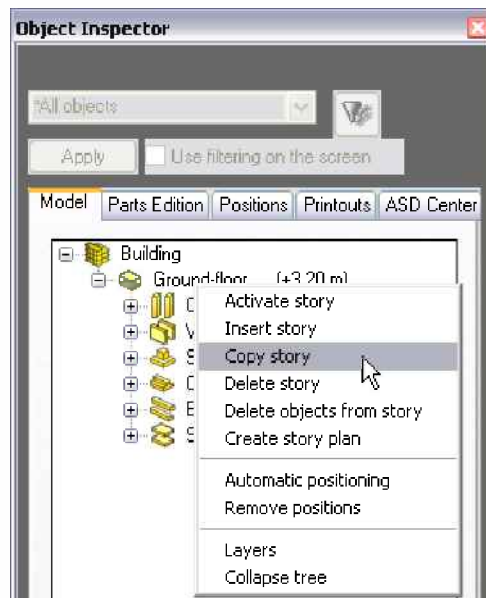 Object Inspector
*All objects
Apply Use filtering on the screen
Model Parts Edition Positions Printouts ASD Center
Building
Ground-floor (+3.20 m)
Activate story
Insert story
Copy story
Delete story
Delete objects from story
Create story plan
Automatic positioning
Remove positions
Layers
Collapse tree